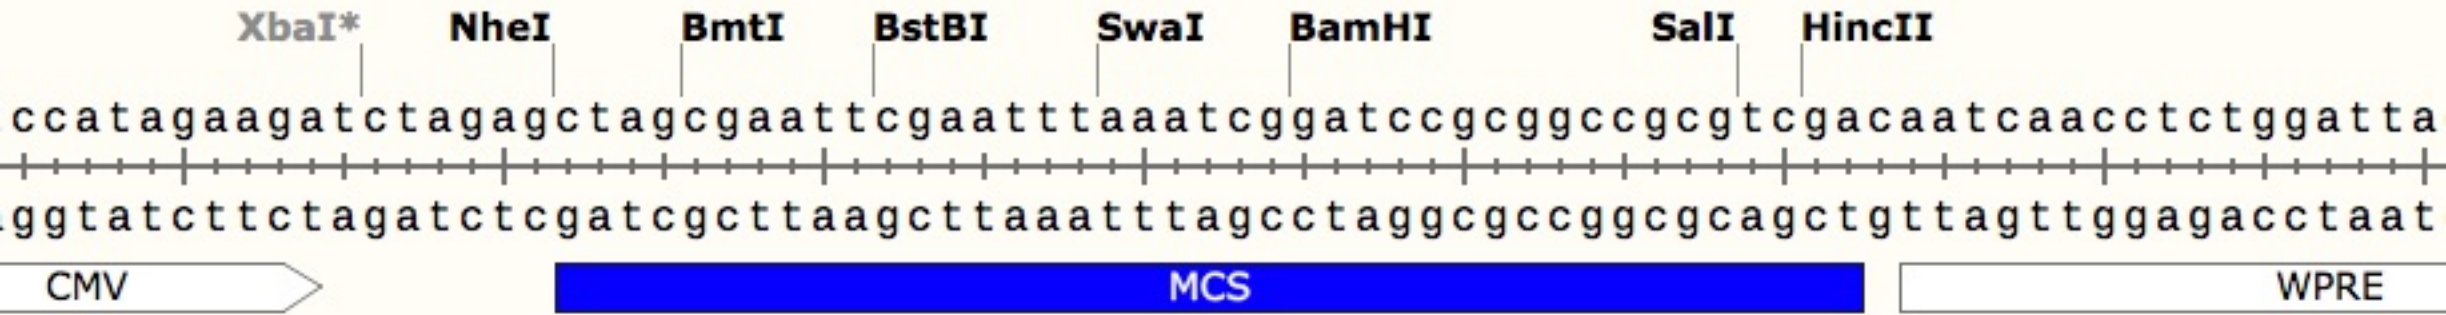 XbaI* NheI BmtI BstBI SwaI BamHI SalI HincII
ccatagaagatctagagctagcgaattcgaatttaaatcggatccgcggccgcgtcgacaatcaacctctggatta
ggtatcttctagatctcgatcgcttaagcttaaatttagcctaggcgccggcgcagctgttagttggagacctaat
CMV MCS WPRE